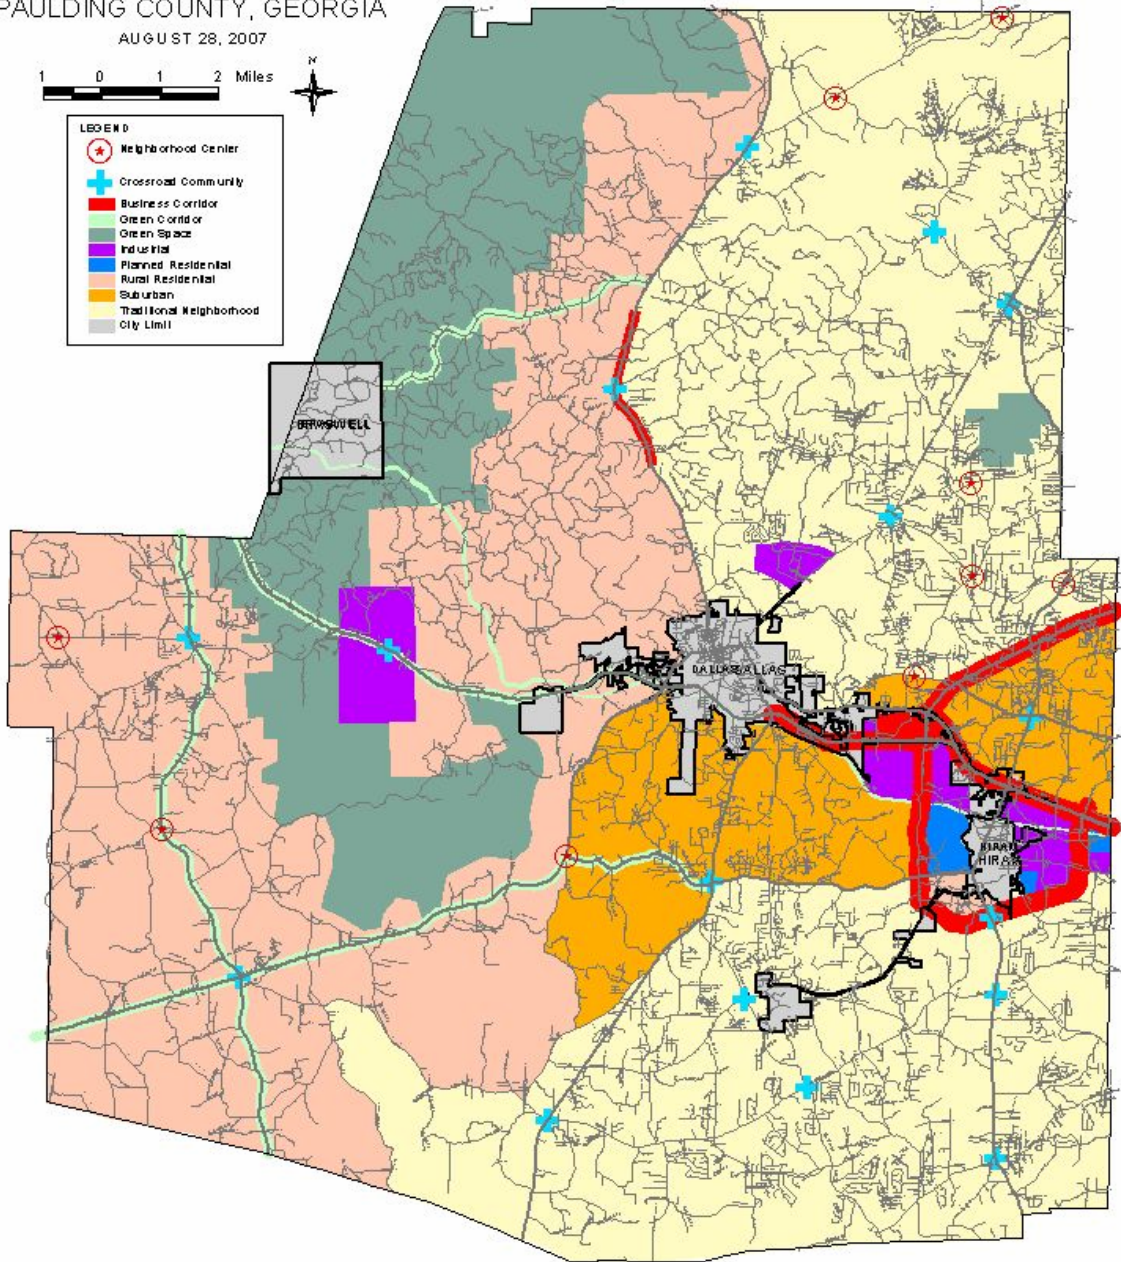 PAULDING COUNTY, GEORGIA
AUGUST 28, 2007
1 0 1 2 Miles
N
LEGEND
Neighborhood Center
Crossroad Community
Business Corridor
Green Corridor
Green Space
Industrial
Planned Residential
Rural Residential
Suburban
Traditional Neighborhood
City Limit
DALLAS
HIRAM